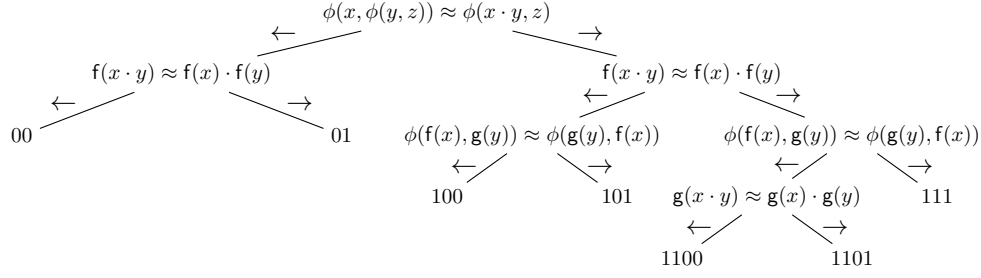 ϕ(x, ϕ(y, z)) ≈ ϕ(x · y, z)
← →
f(x · y) ≈ f(x) · f(y) f(x · y) ≈ f(x) · f(y)
← → ← →
00 01 ϕ(f(x), g(y)) ≈ ϕ(g(y), f(x)) ϕ(f(x), g(y)) ≈ ϕ(g(y), f(x))
← → ← →
100 101 g(x · y) ≈ g(x) · g(y) 111
← →
1100 1101